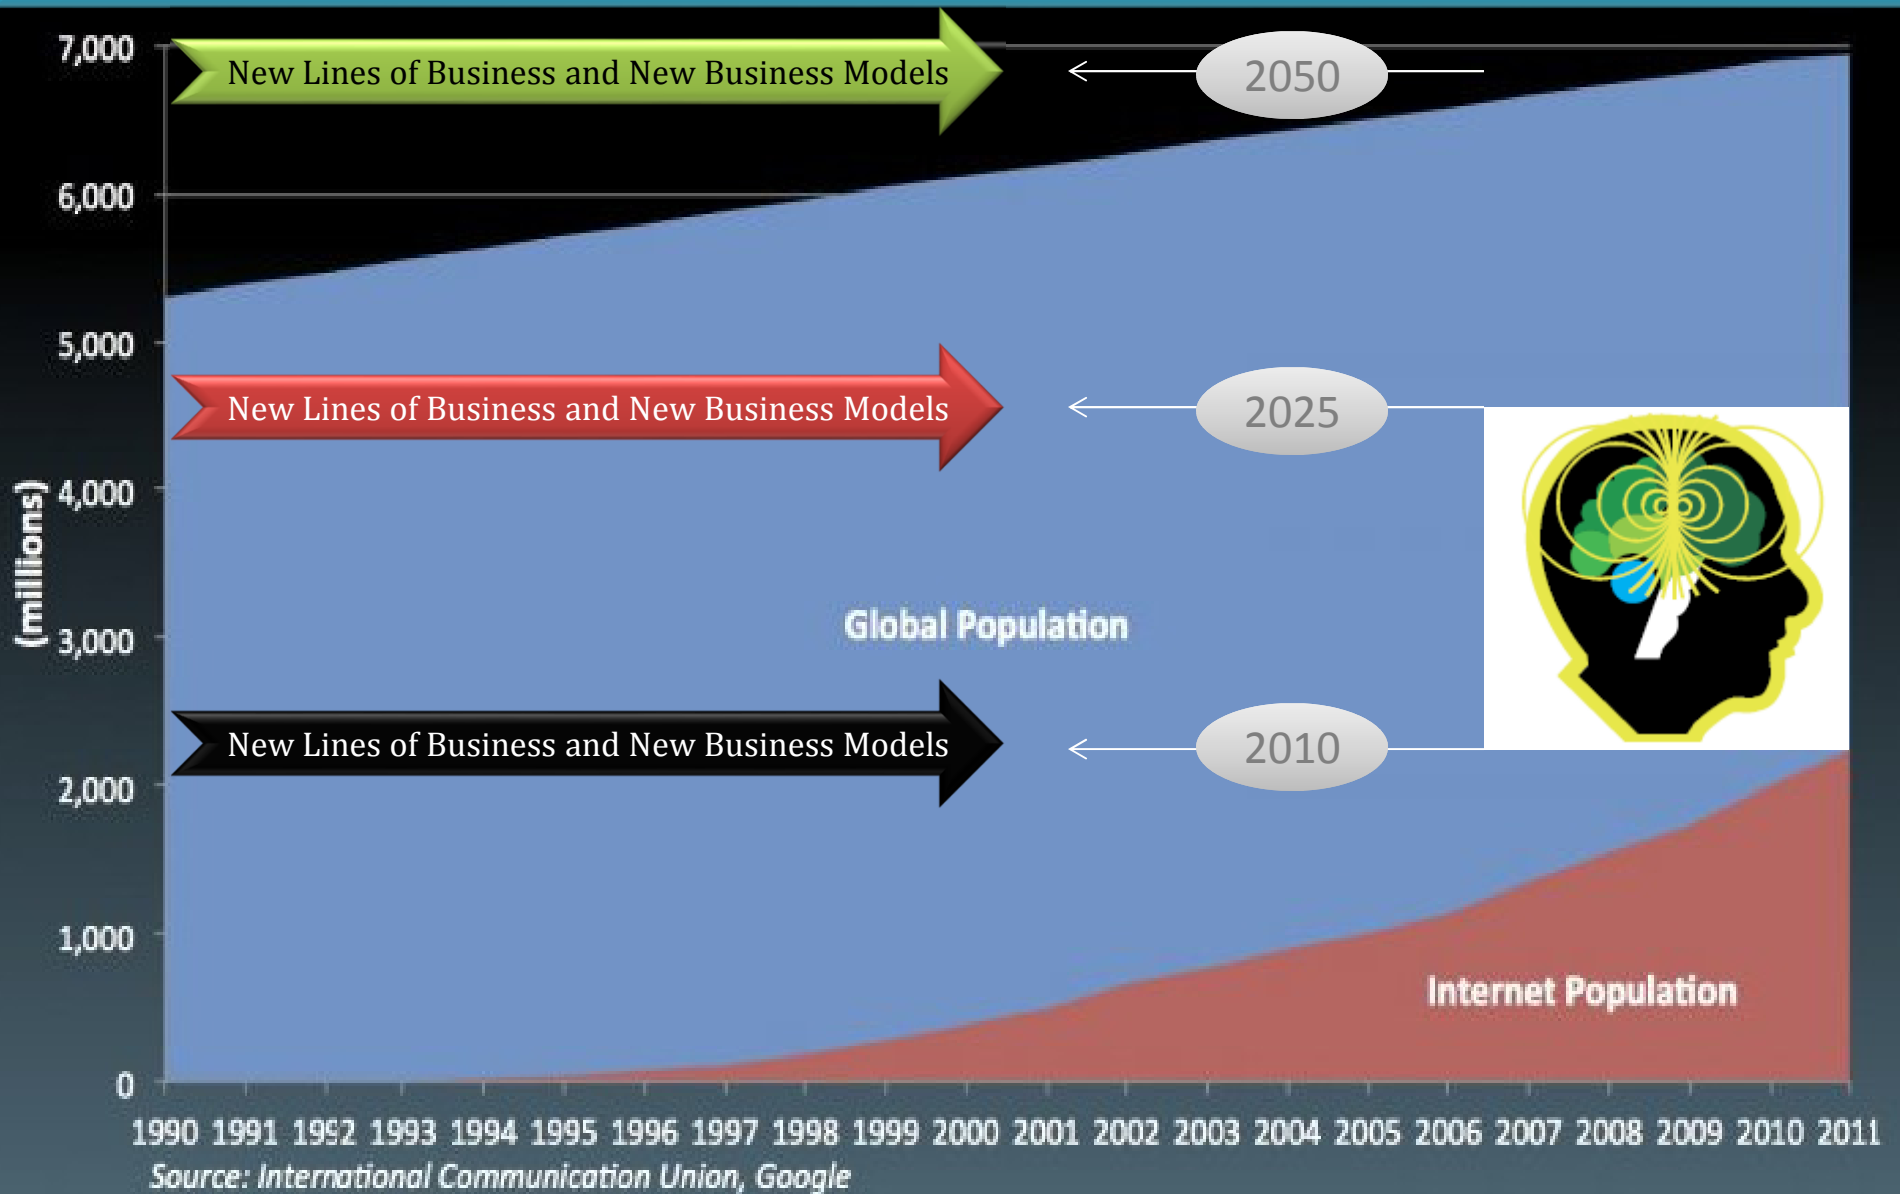 7,000
New Lines of Business and New Business Models
2050
6,000
5,000
New Lines of Business and New Business Models
2025
4,000
(millions)
Global Population
3,000
New Lines of Business and New Business Models
2010
2,000
1,000
Internet Population
0
1990 1991 1992 1993 1994 1995 1996 1997 1998 1999 2000 2001 2002 2003 2004 2005 2006 2007 2008 2009 2010 2011
Source: International Communication Union, Google